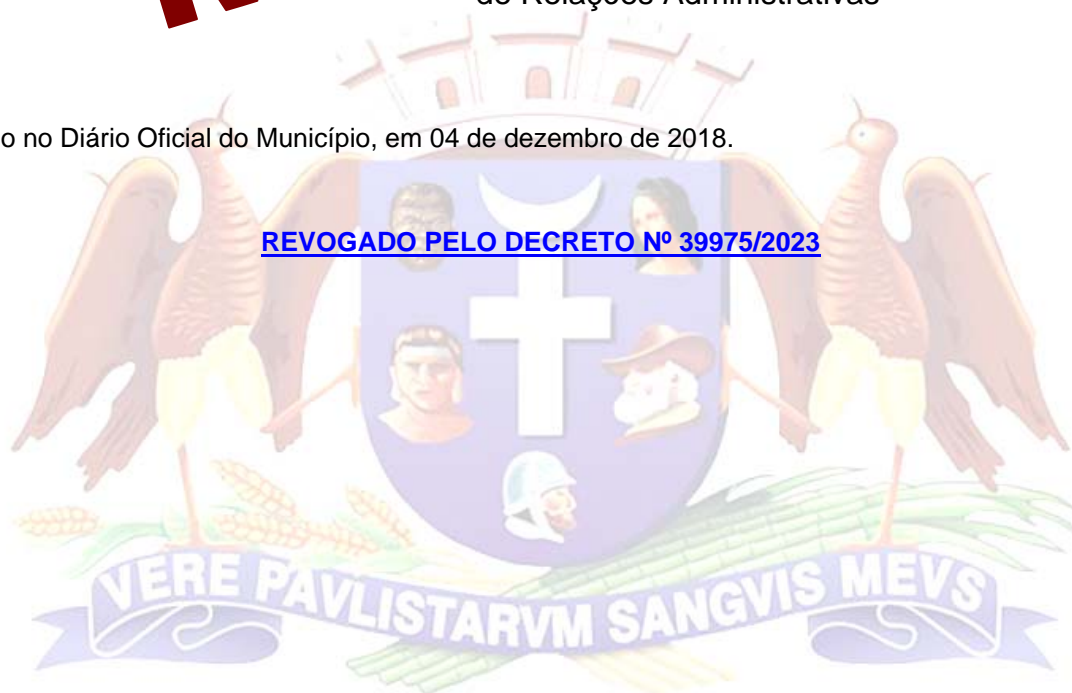 de Relações Administrativas
o no Diário Oficial do Município, em 04 de dezembro de 2018.
REVOGADO PELO DECRETO Nº 39975/2023
VERE PAVLISTARVM SANGVIS MEVS